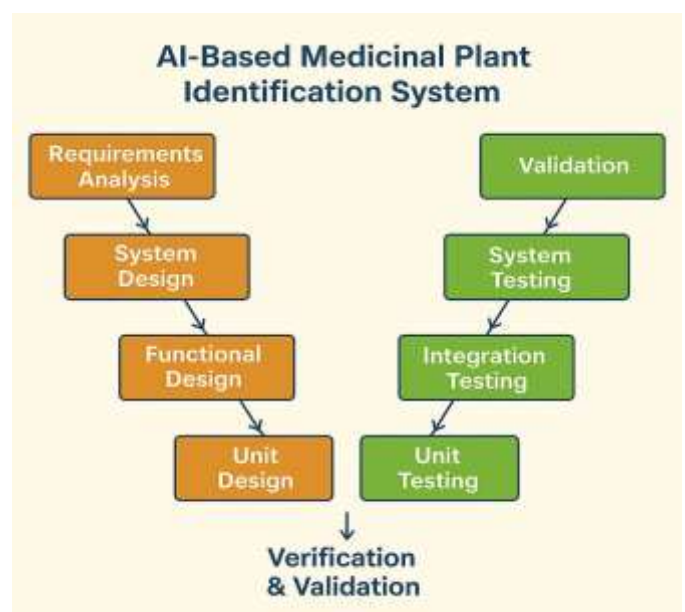 AI-Based Medicinal Plant
Identification System
Requirements
Analysis
Validation
System
Design
System
Testing
Functional
Design
Integration
Testing
Unit
Design
Unit
Testing
Verification
& Validation